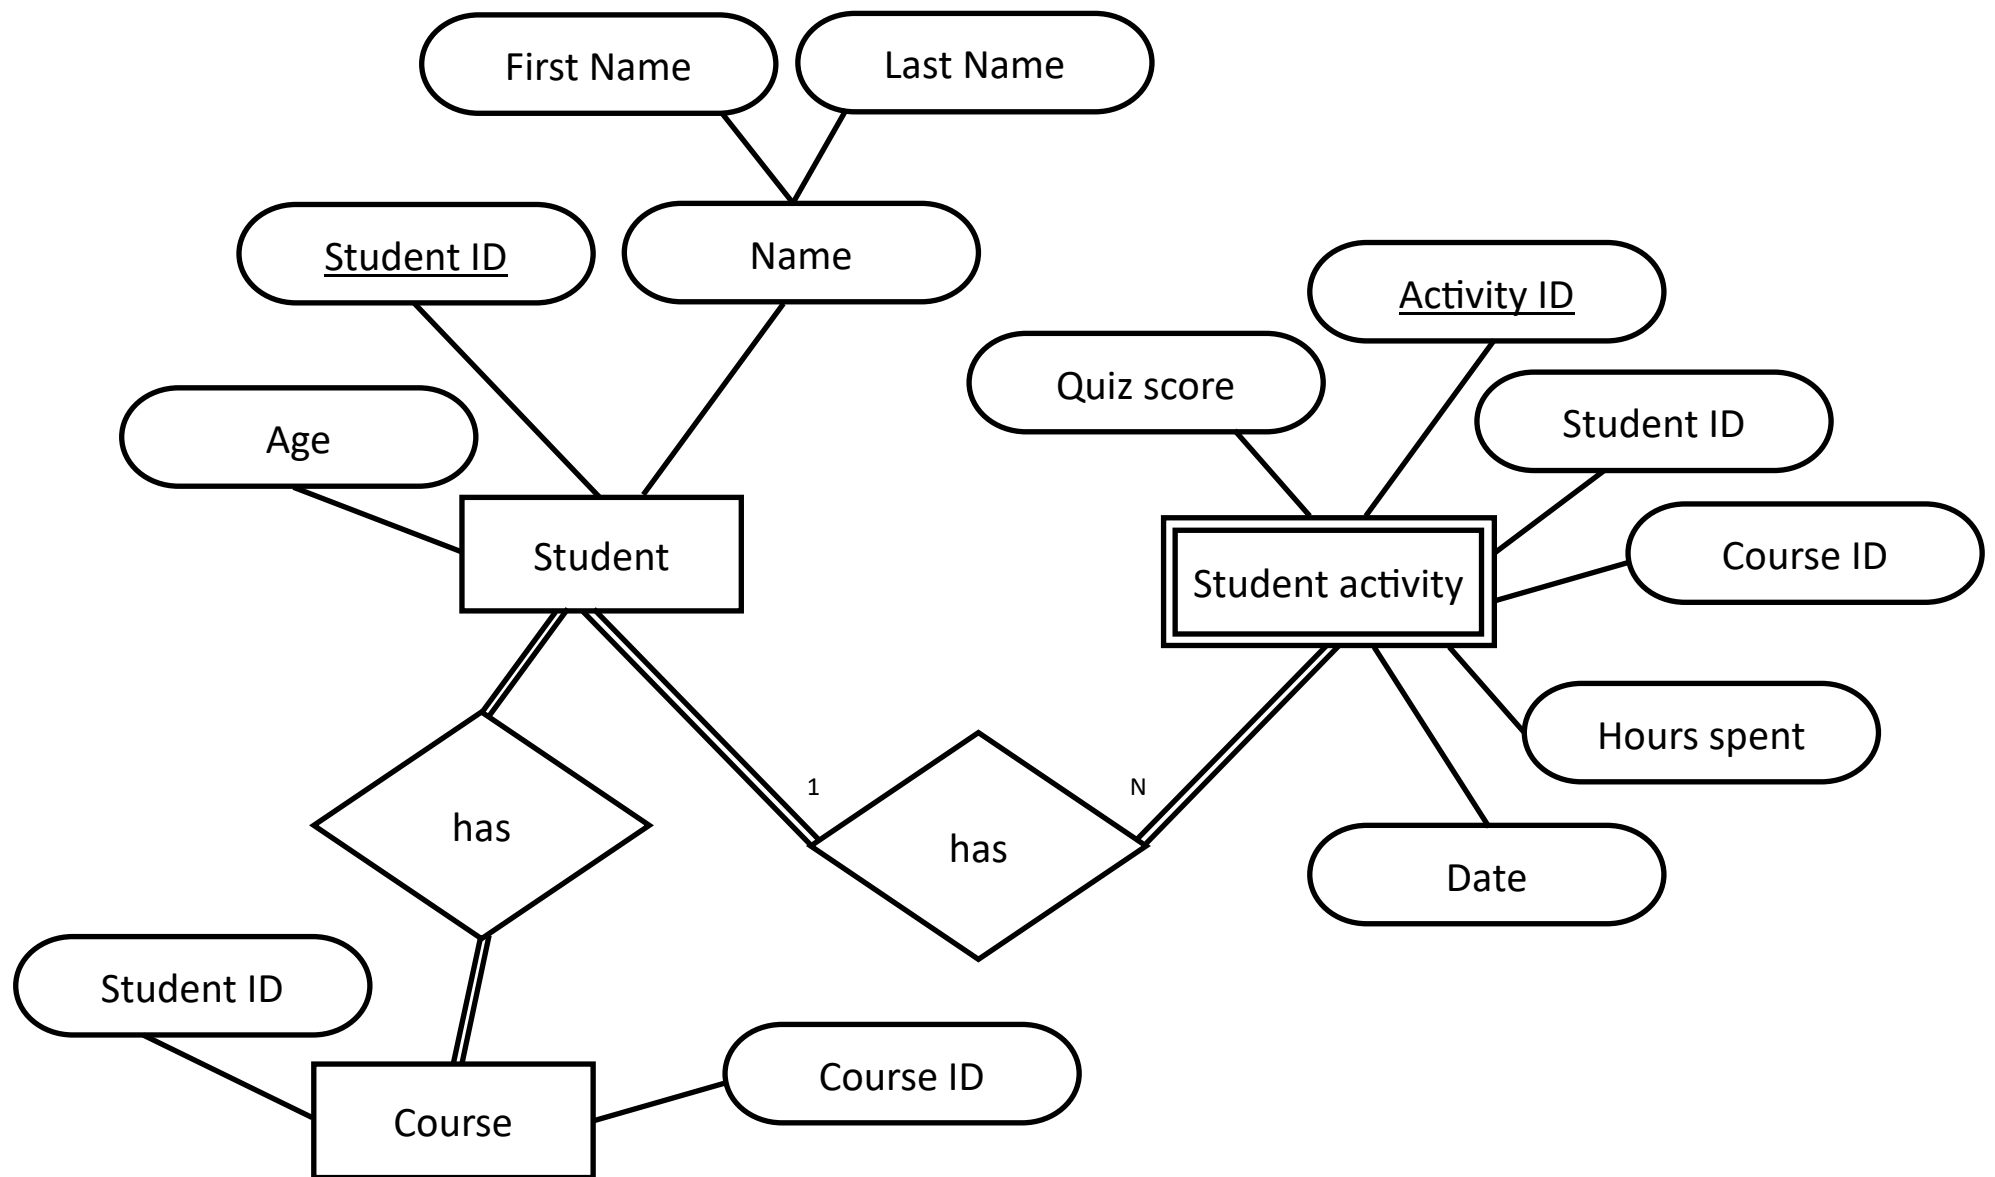 First Name
Last Name
Student ID
Name
Activity ID
Quiz score
Student ID
Age
Course ID
Student
Student activity
Hours spent
1
N
has
has
Date
Student ID
Course ID
Course